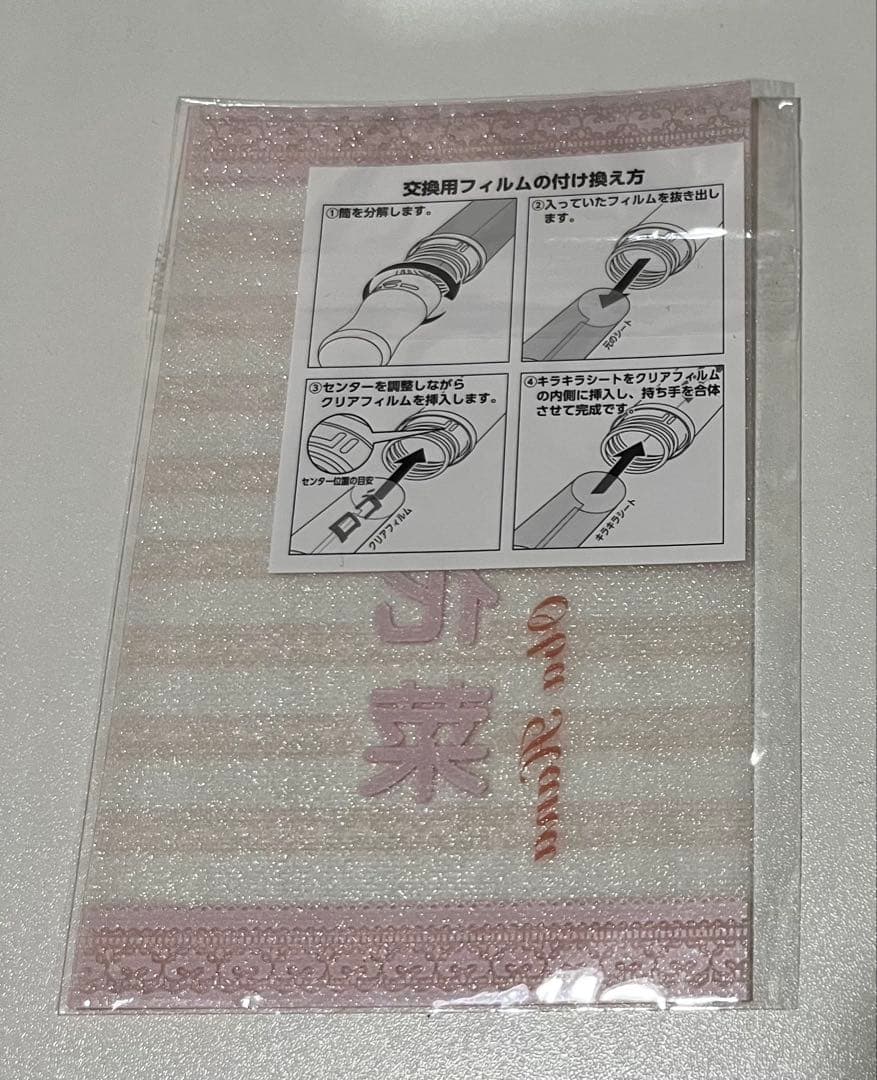 交換用フィルムの付け換え方
①筒を分解します。
②入っていたフィルムを抜き出し
ます。
元のシート
③センターを調整しながら
クリアフィルムを挿入します。
センター位置の目安
ロゴ
クリアフィルム
④キラキラシートをクリアフィルム
の内側に挿入し、持ち手を合体
させて完成です。
キラキラシート
花菜
Oba Hana